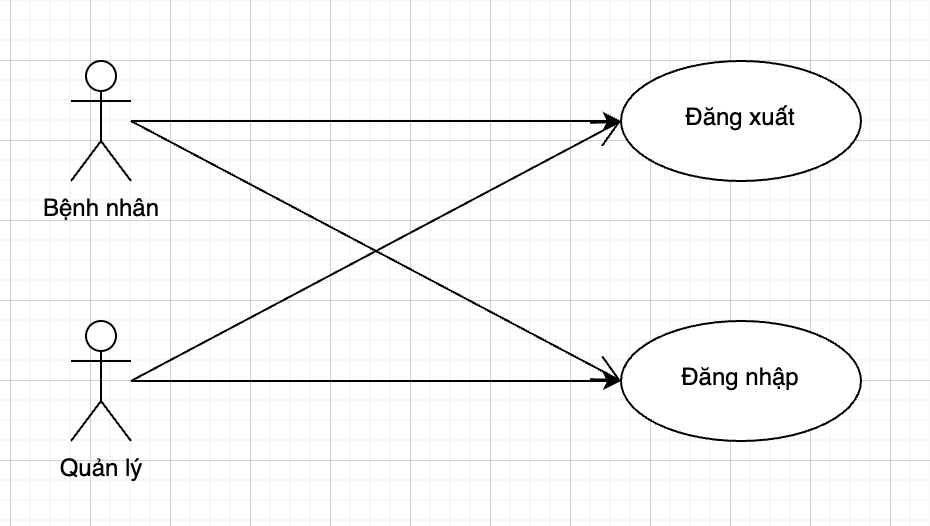 Đăng xuất
Bệnh nhân
Đăng nhập
Quản lý